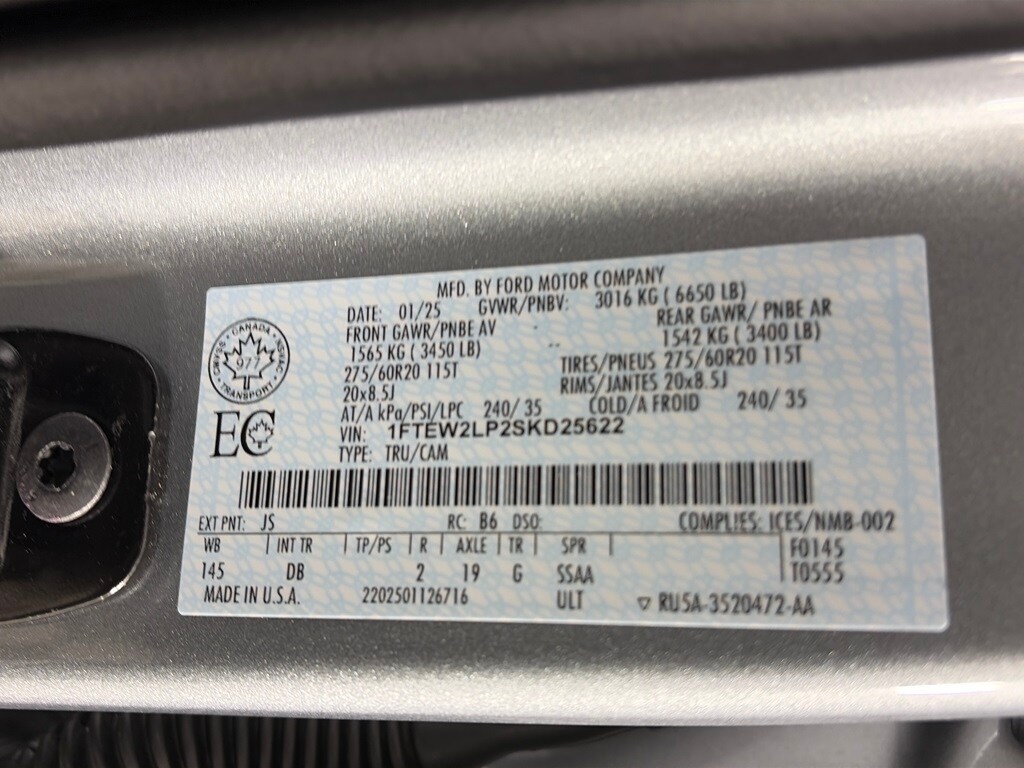 MFD. BY FORD MOTOR COMPANY
DATE: 01/25 GVWR/PNBV: 3016 KG ( 6650 LB)
FRONT GAWR/PNBE AV REAR GAWR/ PNBE AR
1565 KG ( 3450 LB) 1542 KG ( 3400 LB)
275/60R20 115T TIRES/PNEUS 275/60R20 115T
20x8.5J RIMS/JANTES 20x8.5J
AT/A kPa/PSI/LPC 240/ 35 COLD/A FROID 240/ 35
VIN: 1FTEW2LP2SKD25622
TYPE: TRU/CAM
CANADA
977
TRANSPORT
EC
EXT PNT: JS RC: B6 DSO: COMPLIES: ICES/NMB-002
WB INT TR TP/PS R AXLE TR SPR F0145
145 DB 2 19 G SSAA T0555
MADE IN U.S.A. 2202501126716 ULT ▽ RU5A-3520472-AA